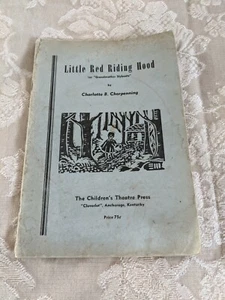 Little Red Riding Hood
or "Grandmother Slyboots"
by
Charlotte B. Chorpenning
The Children's Theatre Press
"Cloverlot", Anchorage, Kentucky
Price 75¢